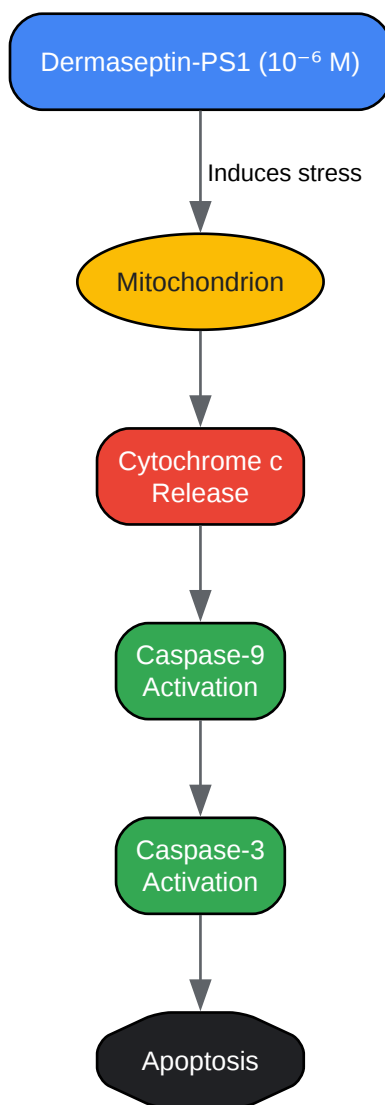 Dermaseptin-PS1 (10⁻⁶ M)
Induces stress
Mitochondrion
Cytochrome c
Release
Caspase-9
Activation
Caspase-3
Activation
Apoptosis